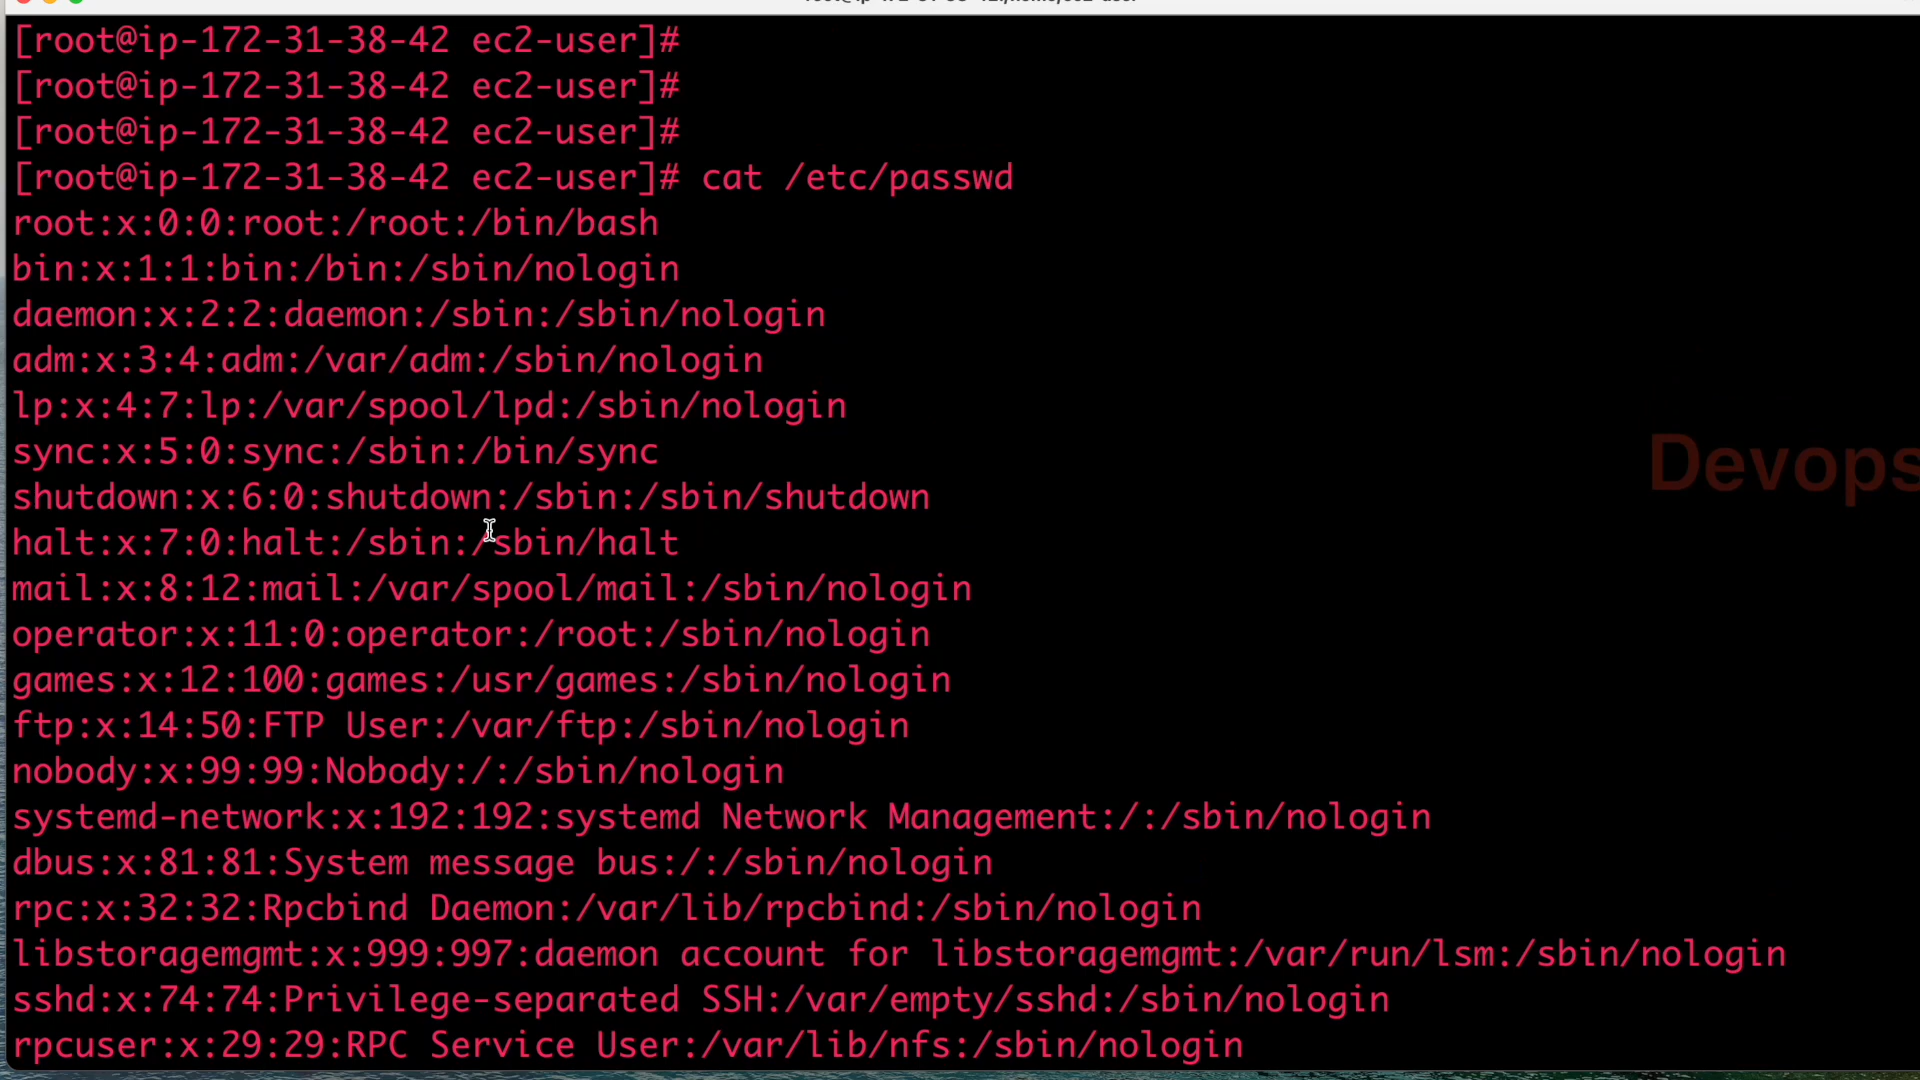 [root@ip-172-31-38-42 ec2-user]#
[root@ip-172-31-38-42 ec2-user]#
[root@ip-172-31-38-42 ec2-user]#
[root@ip-172-31-38-42 ec2-user]# cat /etc/passwd
root:x:0:0:root:/root:/bin/bash
bin:x:1:1:bin:/bin:/sbin/nologin
daemon:x:2:2:daemon:/sbin:/sbin/nologin
adm:x:3:4:adm:/var/adm:/sbin/nologin
lp:x:4:7:lp:/var/spool/lpd:/sbin/nologin
sync:x:5:0:sync:/sbin:/bin/sync
Devops
shutdown:x:6:0:shutdown:/sbin:/sbin/shutdown
halt:x:7:0:halt:/sbin:/sbin/halt
mail:x:8:12:mail:/var/spool/mail:/sbin/nologin
operator:x:11:0:operator:/root:/sbin/nologin
games:x:12:100:games:/usr/games:/sbin/nologin
ftp:x:14:50:FTP User:/var/ftp:/sbin/nologin
nobody:x:99:99:Nobody:/:/sbin/nologin
systemd-network:x:192:192:systemd Network Management:/:/sbin/nologin
dbus:x:81:81:System message bus:/:/sbin/nologin
rpc:x:32:32:Rpcbind Daemon:/var/lib/rpcbind:/sbin/nologin
libstoragemgmt:x:999:997:daemon account for libstoragemgmt:/var/run/lsm:/sbin/nologin
sshd:x:74:74:Privilege-separated SSH:/var/empty/sshd:/sbin/nologin
rpcuser:x:29:29:RPC Service User:/var/lib/nfs:/sbin/nologin